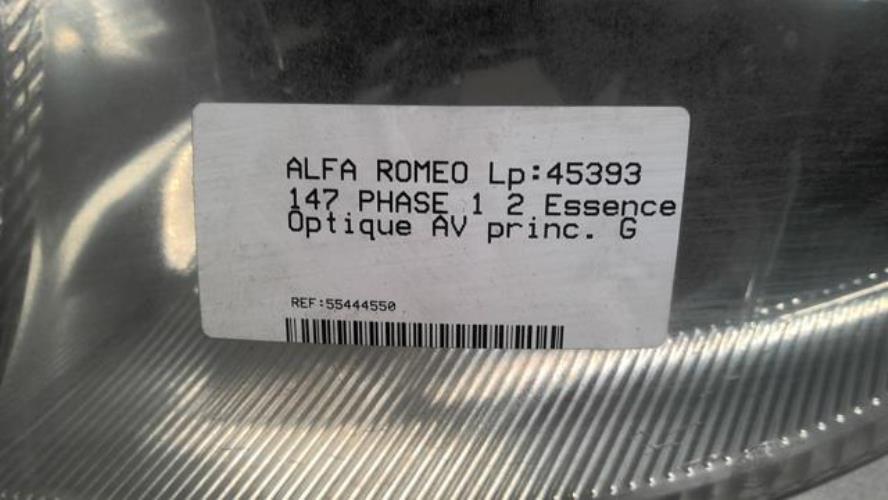 ALFA ROMEO Lp:45393
147 PHASE 1 2 Essence
Optique AV princ. G
REF:55444550